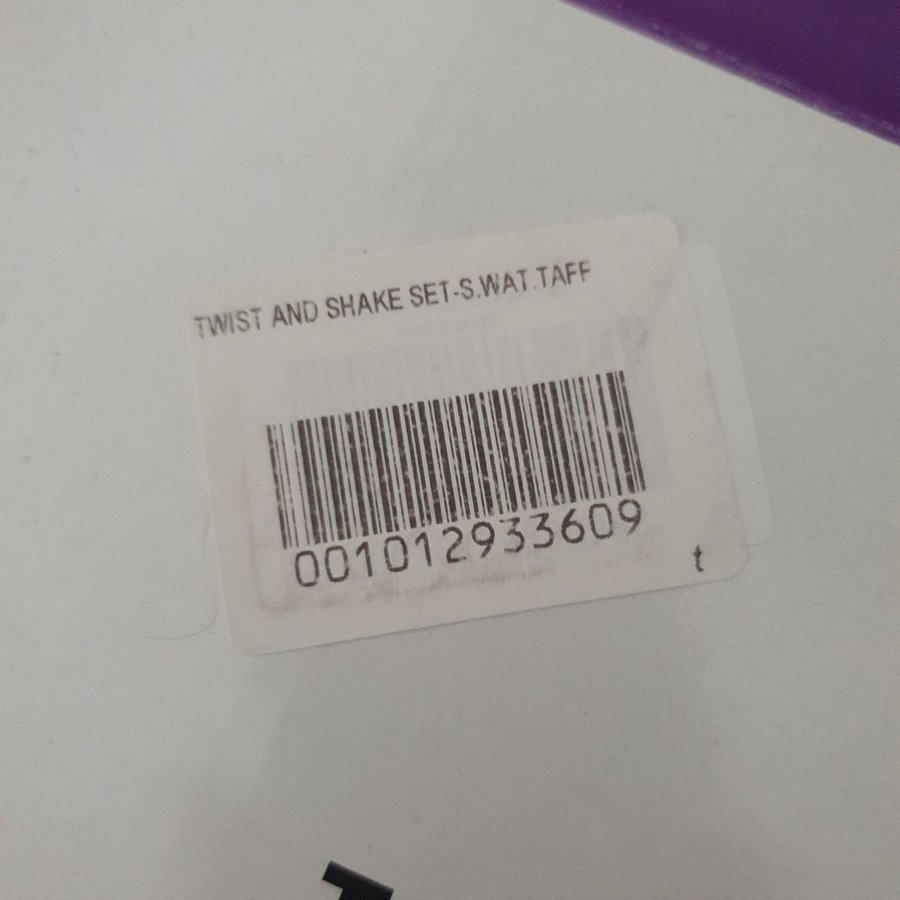 TWIST AND SHAKE SET-S.WAT.TAFF
001012933609
t